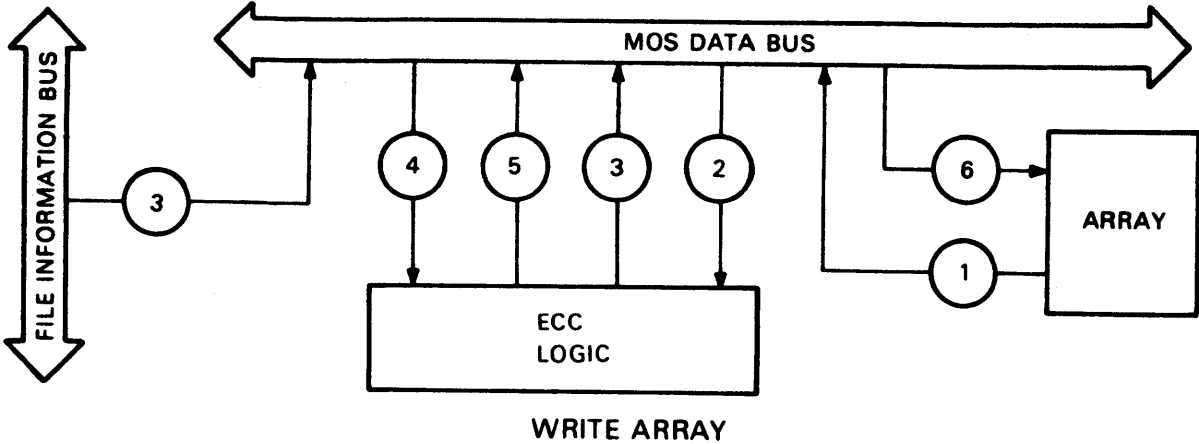 FILE INFORMATION BUS
MOS DATA BUS
3
4
5
3
2
6
1
ARRAY
ECC
LOGIC
WRITE ARRAY